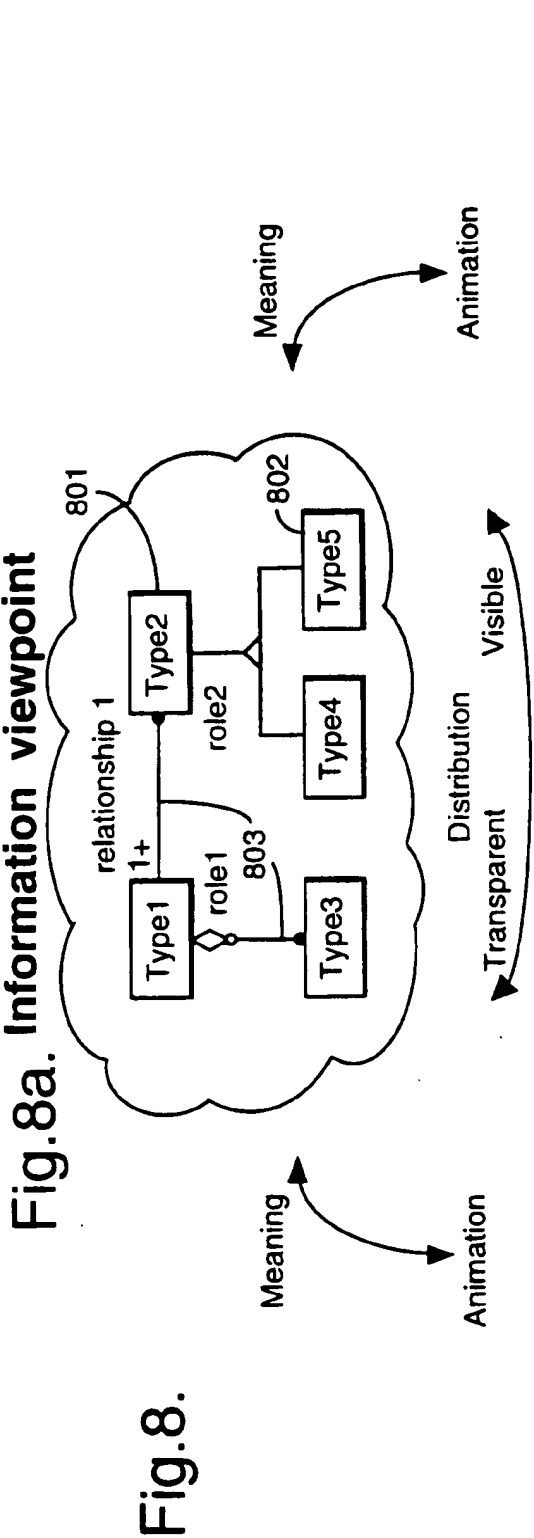 Fig.8.
Fig.8a. Information viewpoint
801
relationship 1
1+
Type1
Type2
role1
role2
803
802
Type3
Type4
Type5
Meaning
Animation
Meaning
Animation
Distribution
Transparent
Visible